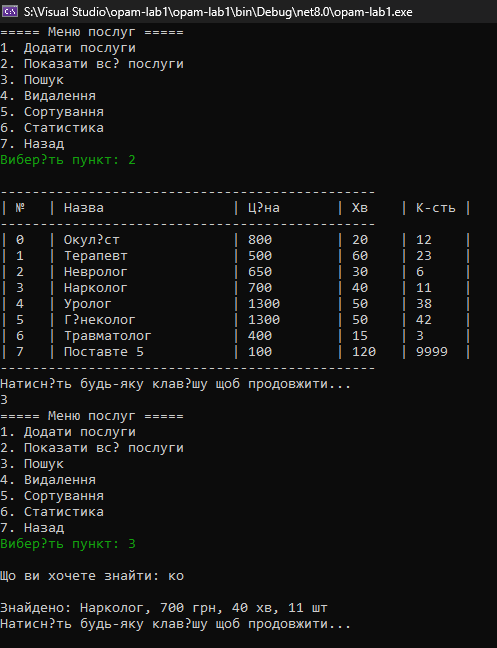 S:\Visual Studio\opam-lab1\opam-lab1\bin\Debug\net8.0\opam-lab1.exe
===== Меню послуг =====
1. Додати послуги
2. Показати вс? послуги
3. Пошук
4. Видалення
5. Сортування
6. Статистика
7. Назад
Вибер?ть пункт: 2
-----------------------------------------------
| № | Назва | Ц?на | Хв | К-сть |
-----------------------------------------------
| 0 | Окул?ст | 800 | 20 | 12 |
| 1 | Терапевт | 500 | 60 | 23 |
| 2 | Невролог | 650 | 30 | 6 |
| 3 | Нарколог | 700 | 40 | 11 |
| 4 | Уролог | 1300 | 50 | 38 |
| 5 | Г?неколог | 1300 | 50 | 42 |
| 6 | Травматолог | 400 | 15 | 3 |
| 7 | Поставте 5 | 100 | 120 | 9999 |
-----------------------------------------------
Натисн?ть будь-яку клав?шу щоб продовжити...
3
===== Меню послуг =====
1. Додати послуги
2. Показати вс? послуги
3. Пошук
4. Видалення
5. Сортування
6. Статистика
7. Назад
Вибер?ть пункт: 3
Що ви хочете знайти: ко
Знайдено: Нарколог, 700 грн, 40 хв, 11 шт
Натисн?ть будь-яку клав?шу щоб продовжити...